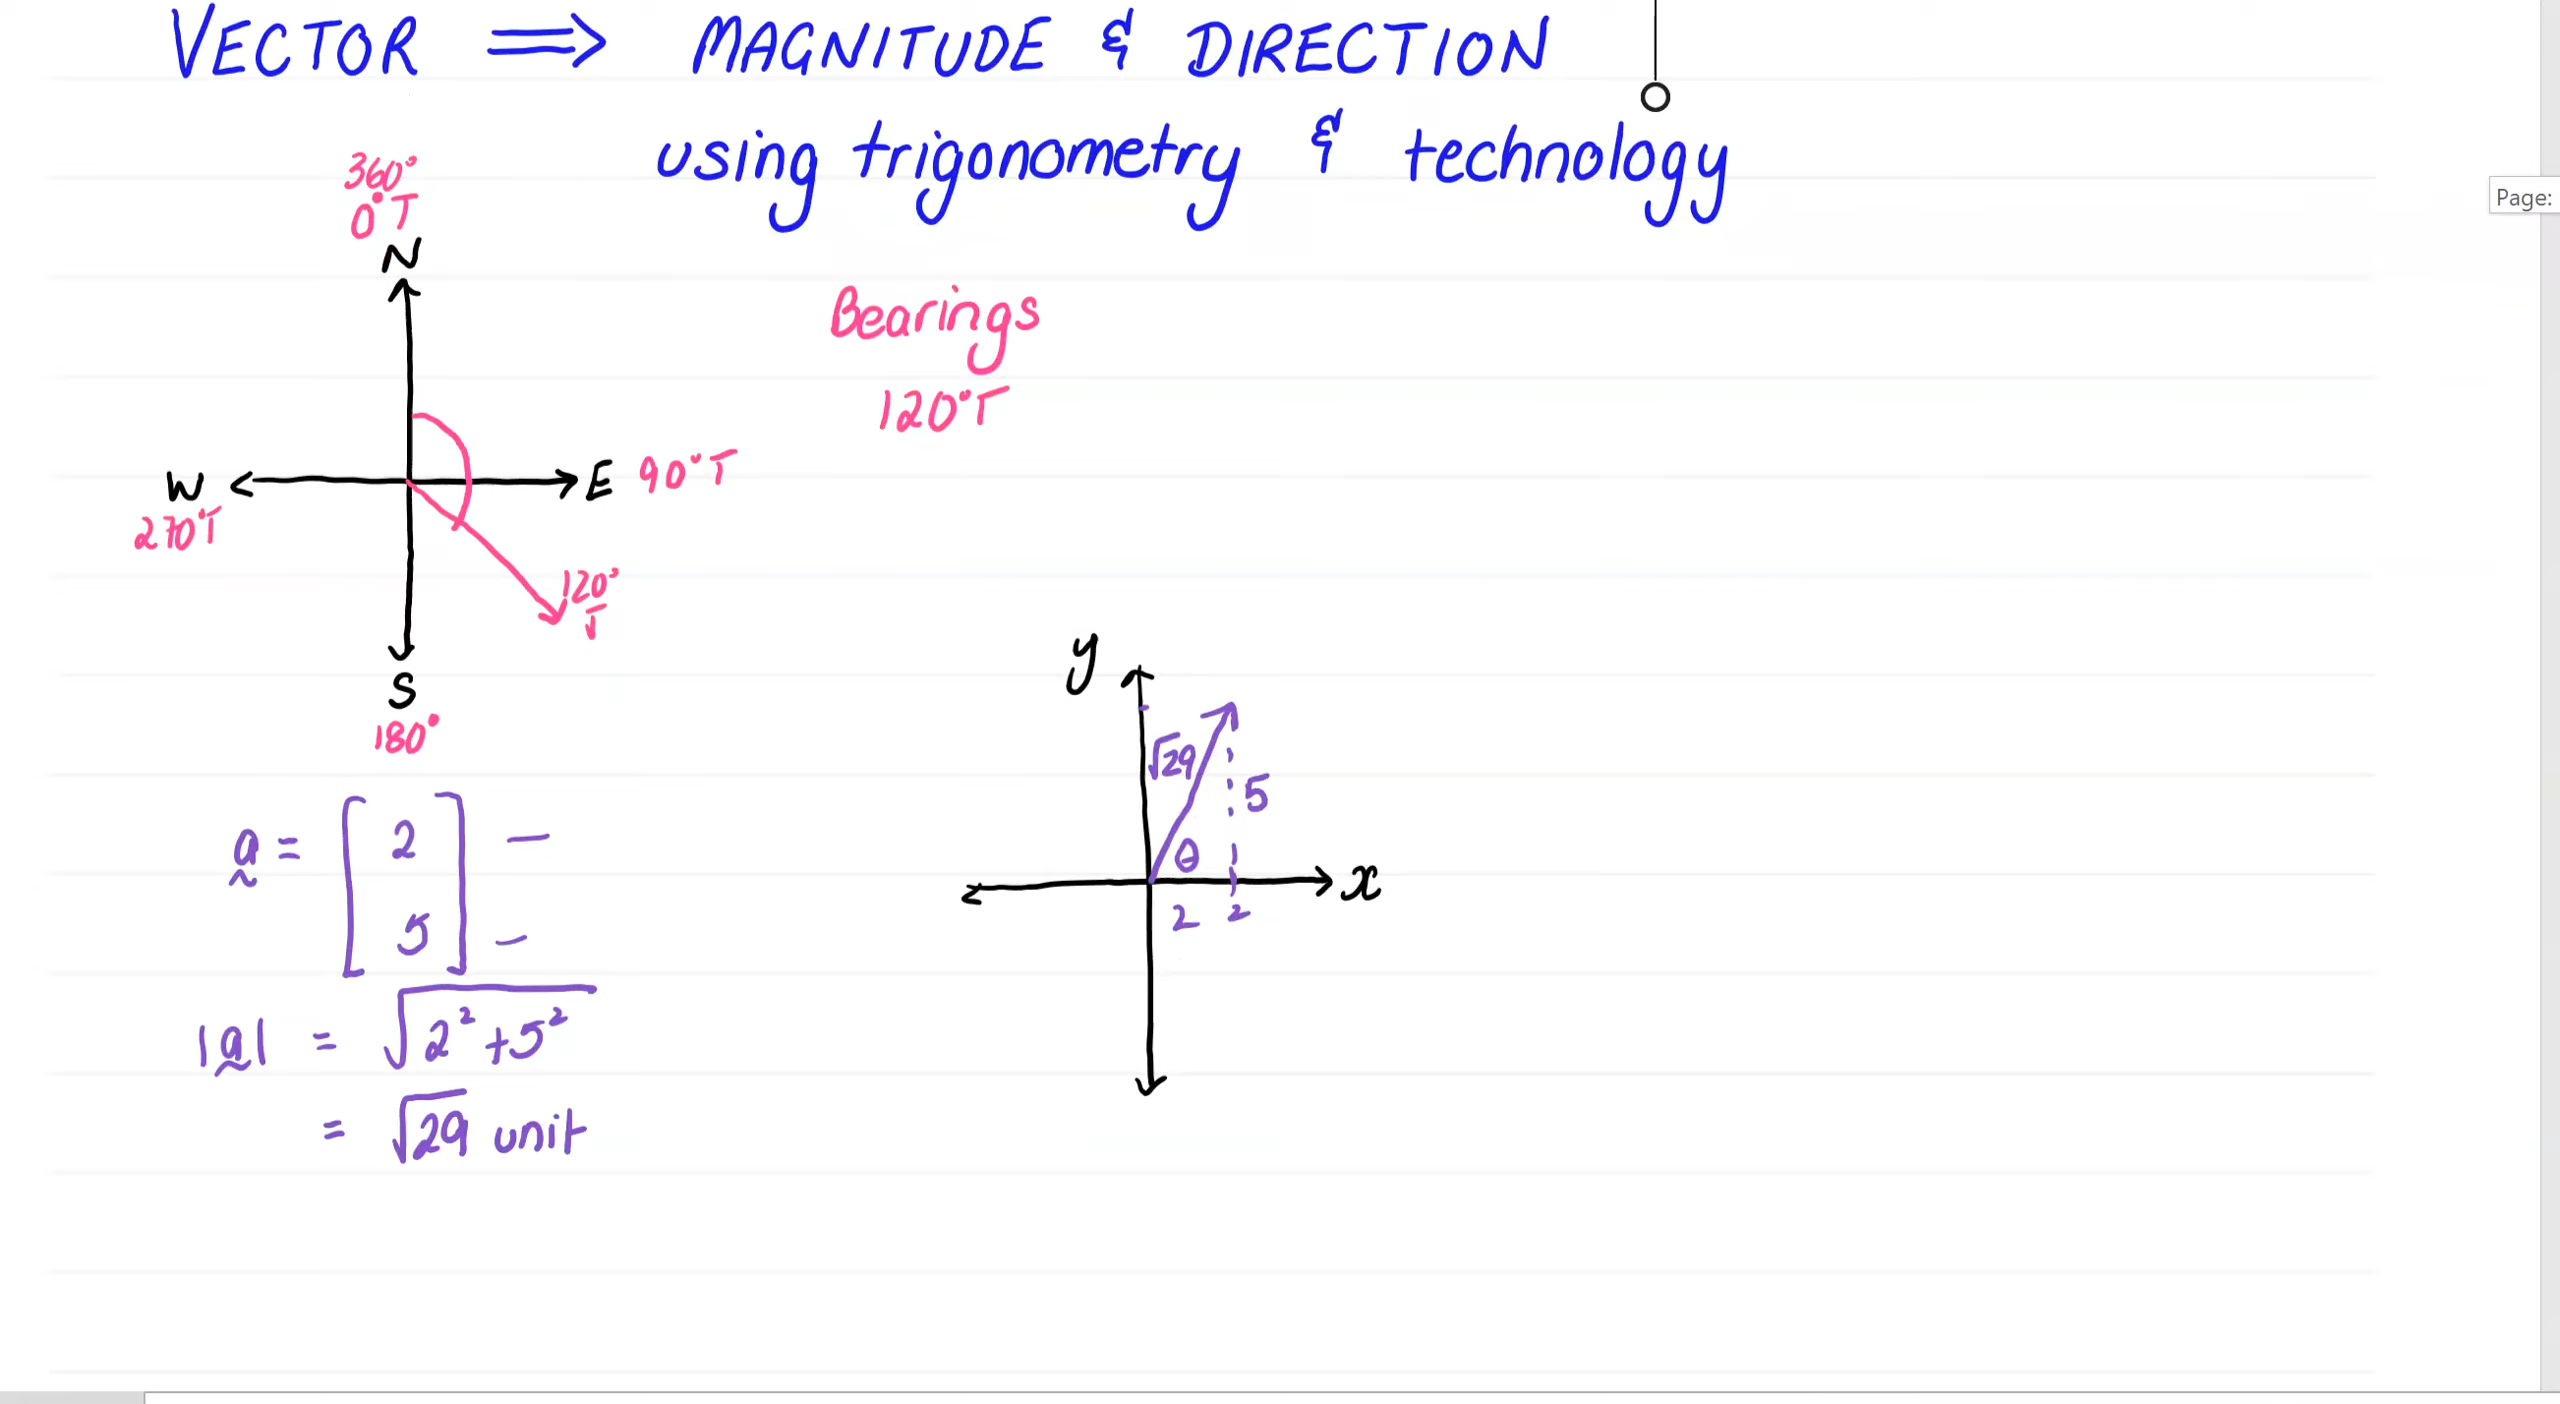 VECTOR ⟹ MAGNITUDE & DIRECTION
using trigonometry & technology
Page:
360°
0°T
N
Bearings
120°T
W
E 90°T
270°T
120°
T
S
180°
y
√29
5
θ
x
2 2
a = [ 2 ] –
~ [ 5 ] –
|a̰| = √2² + 5²
= √29 unit